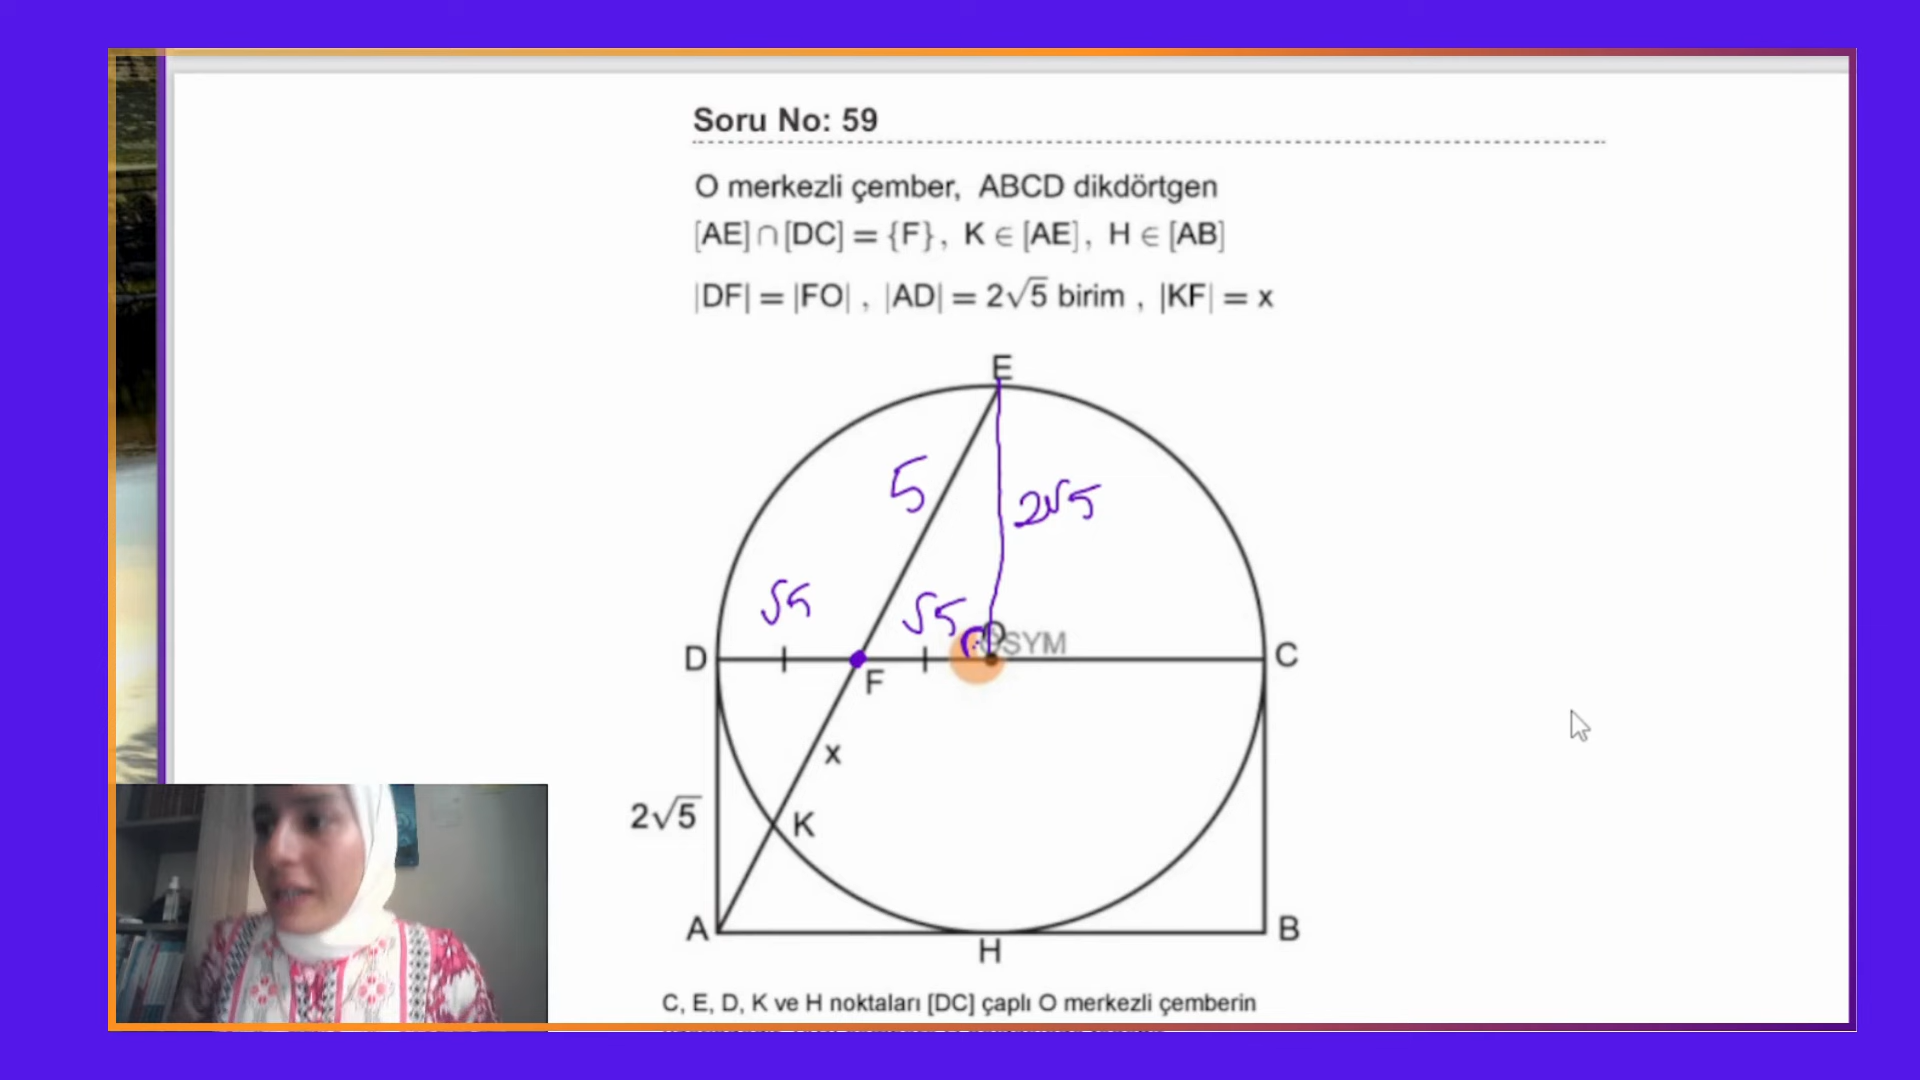 Soru No: 59
O merkezli çember, ABCD dikdörtgen
[AE]∩[DC] = {F}, K ∈ [AE], H ∈ [AB]
|DF| = |FO|, |AD| = 2√5 birim, |KF| = x
E
5
2√5
√5
√5
O
ÖSYM
D
C
F
x
2√5
K
A
B
H
C, E, D, K ve H noktaları [DC] çaplı O merkezli çemberin